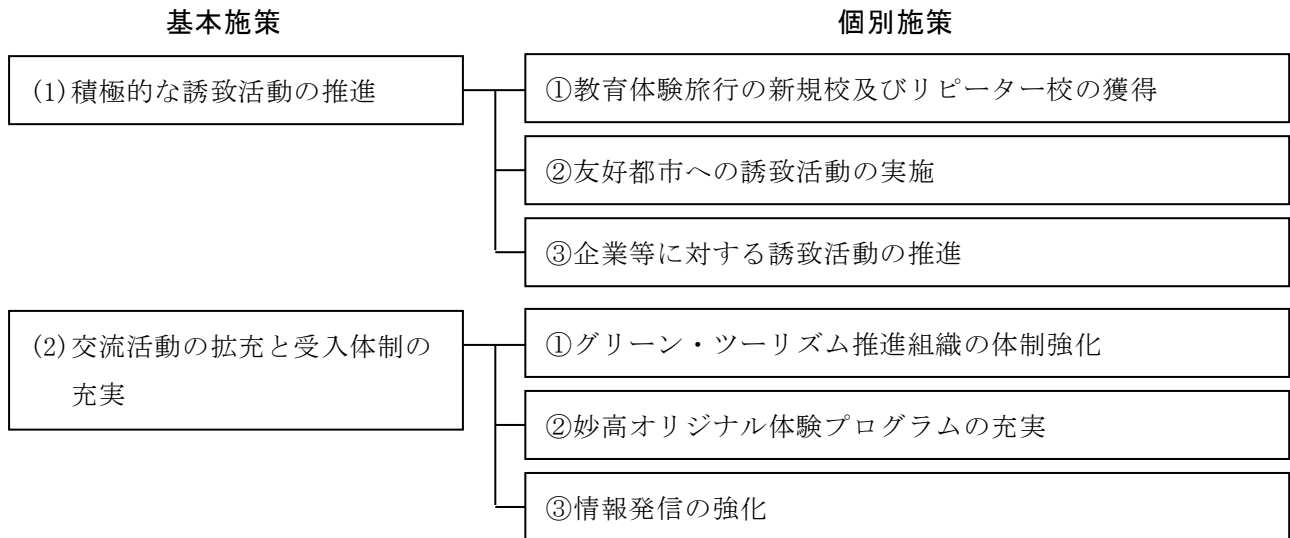 基本施策
個別施策
(1)積極的な誘致活動の推進
①教育体験旅行の新規校及びリピーター校の獲得
②友好都市への誘致活動の実施
③企業等に対する誘致活動の推進
(2)交流活動の拡充と受入体制の
充実
①グリーン・ツーリズム推進組織の体制強化
②妙高オリジナル体験プログラムの充実
③情報発信の強化